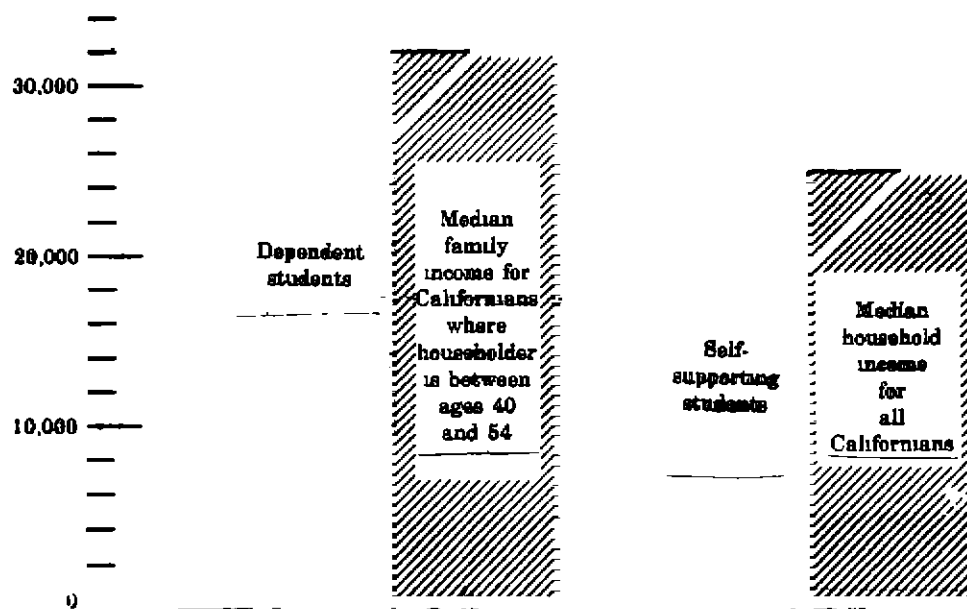 30,000
20,000
10,000
0
Dependent
students
Median
family
income for
Californians
where
householder
is between
ages 40
and 54
Self-
supporting
students
Median
household
income
for
all
Californians